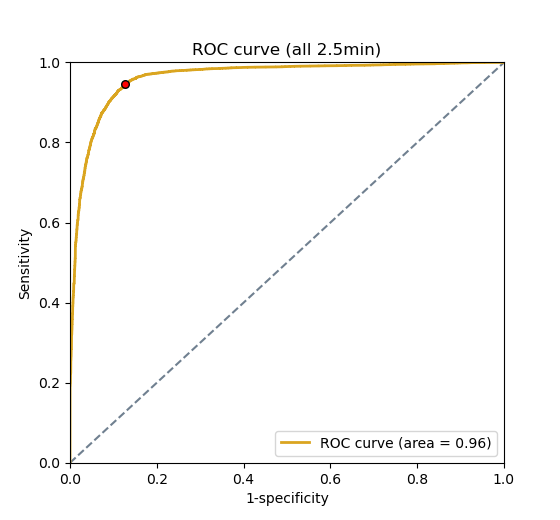 ROC curve (all 2.5min)
1.0
0.8
0.6
0.4
0.2
0.0
Sensitivity
ROC curve (area = 0.96)
0.0 0.2 0.4 0.6 0.8 1.0
1-specificity